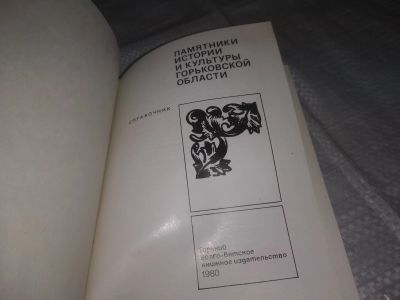 ПАМЯТНИКИ
ИСТОРИИ
И КУЛЬТУРЫ
ГОРЬКОВСКОЙ
ОБЛАСТИ
СПРАВОЧНИК
Горький
Волго-Вятское
книжное издательство
1980